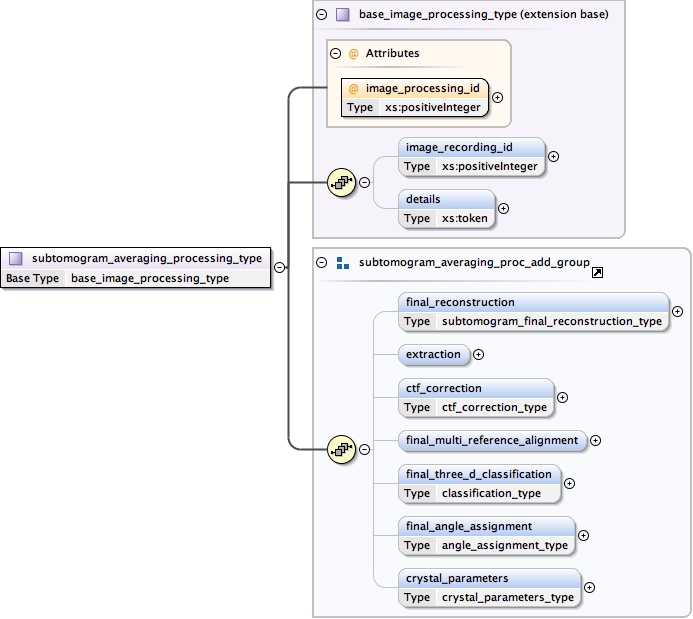 base_image_processing_type (extension base)
@ Attributes
@ image_processing_id
Type xs:positiveInteger
image_recording_id
Type xs:positiveInteger
details
Type xs:token
subtomogram_averaging_processing_type
Base Type base_image_processing_type
subtomogram_averaging_proc_add_group
final_reconstruction
Type subtomogram_final_reconstruction_type
extraction
ctf_correction
Type ctf_correction_type
final_multi_reference_alignment
final_three_d_classification
Type classification_type
final_angle_assignment
Type angle_assignment_type
crystal_parameters
Type crystal_parameters_type